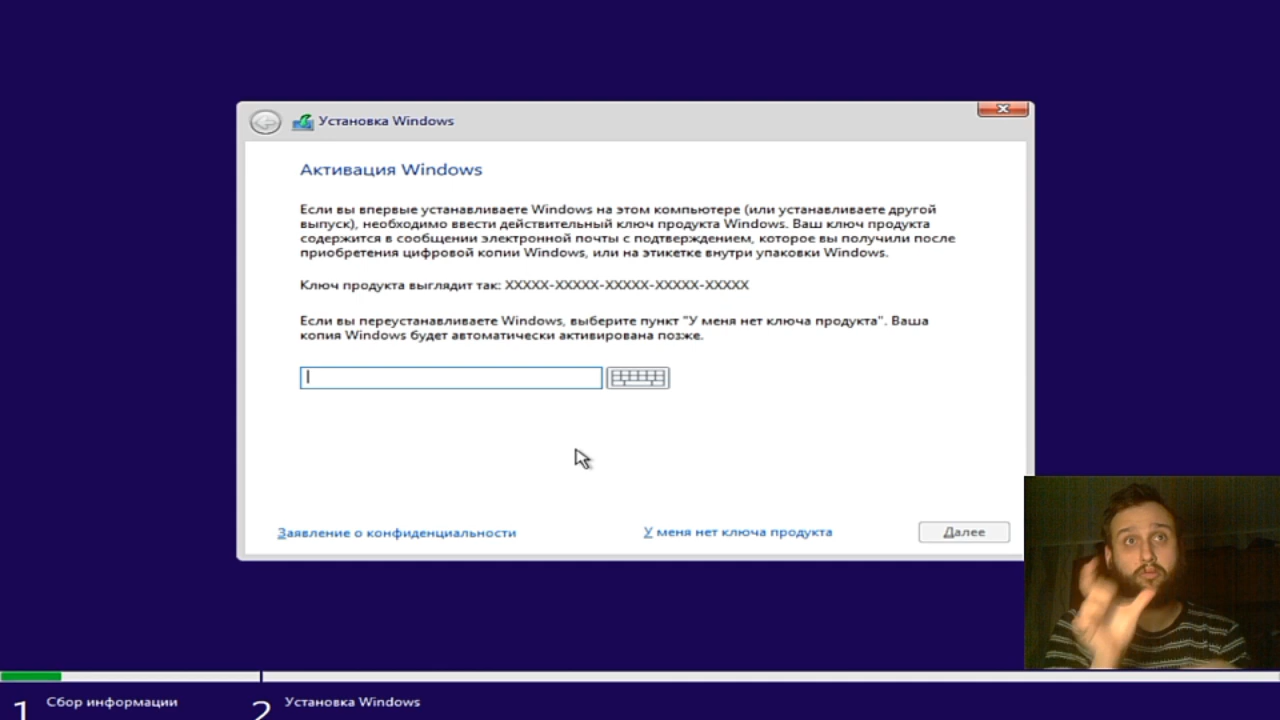 Установка Windows
Активация Windows
Если вы впервые устанавливаете Windows на этом компьютере (или устанавливаете другой
выпуск), необходимо ввести действительный ключ продукта Windows. Ваш ключ продукта
содержится в сообщении электронной почты с подтверждением, которое вы получили после
приобретения цифровой копии Windows, или на этикетке внутри упаковки Windows.
Ключ продукта выглядит так: XXXXX-XXXXX-XXXXX-XXXXX-XXXXX
Если вы переустанавливаете Windows, выберите пункт "У меня нет ключа продукта". Ваша
копия Windows будет автоматически активирована позже.
Заявление о конфиденциальности
У меня нет ключа продукта
Далее
1 Сбор информации
2 Установка Windows